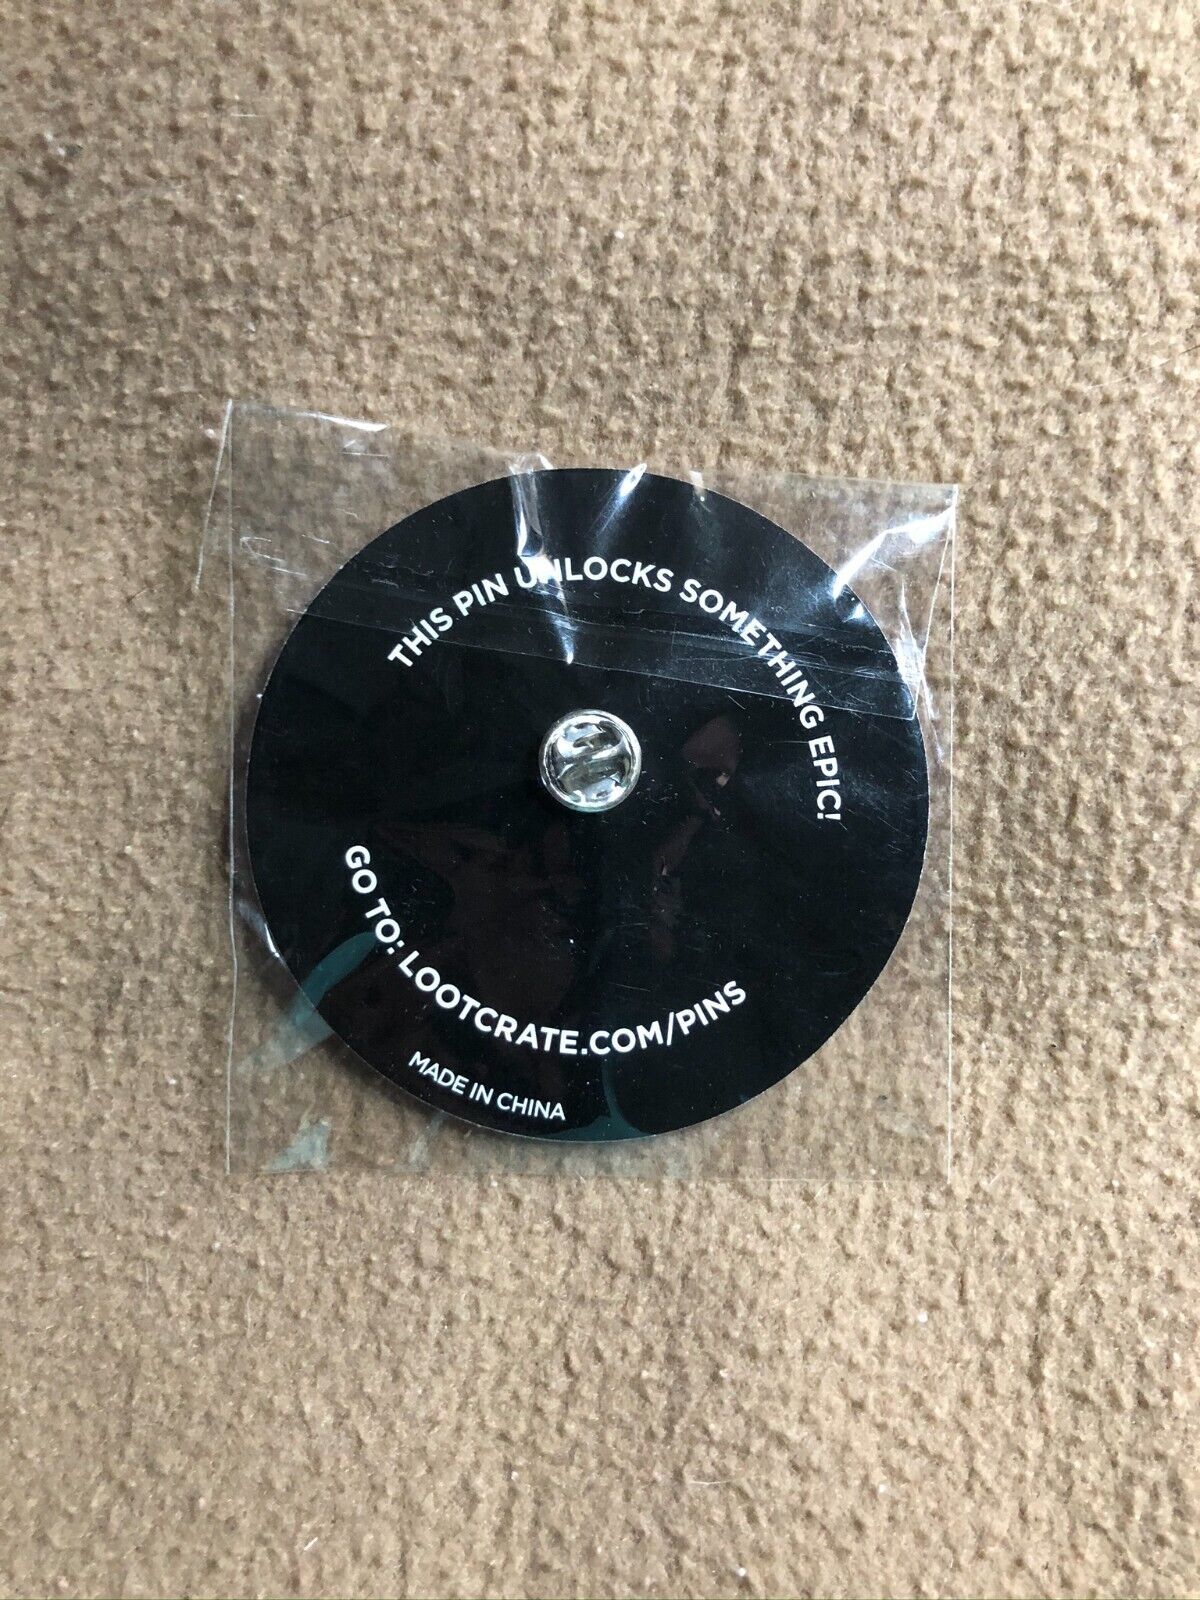 THIS PIN UNLOCKS SOMETHING EPIC!
GO TO: LOOTCRATE.COM/PINS
MADE IN CHINA